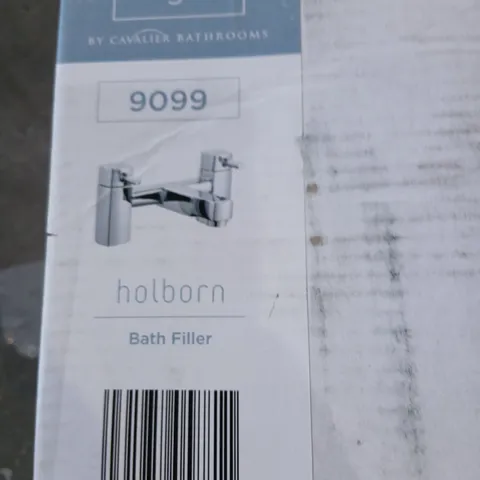 BY CAVALIER BATHROOMS
9099
holborn
Bath Filler